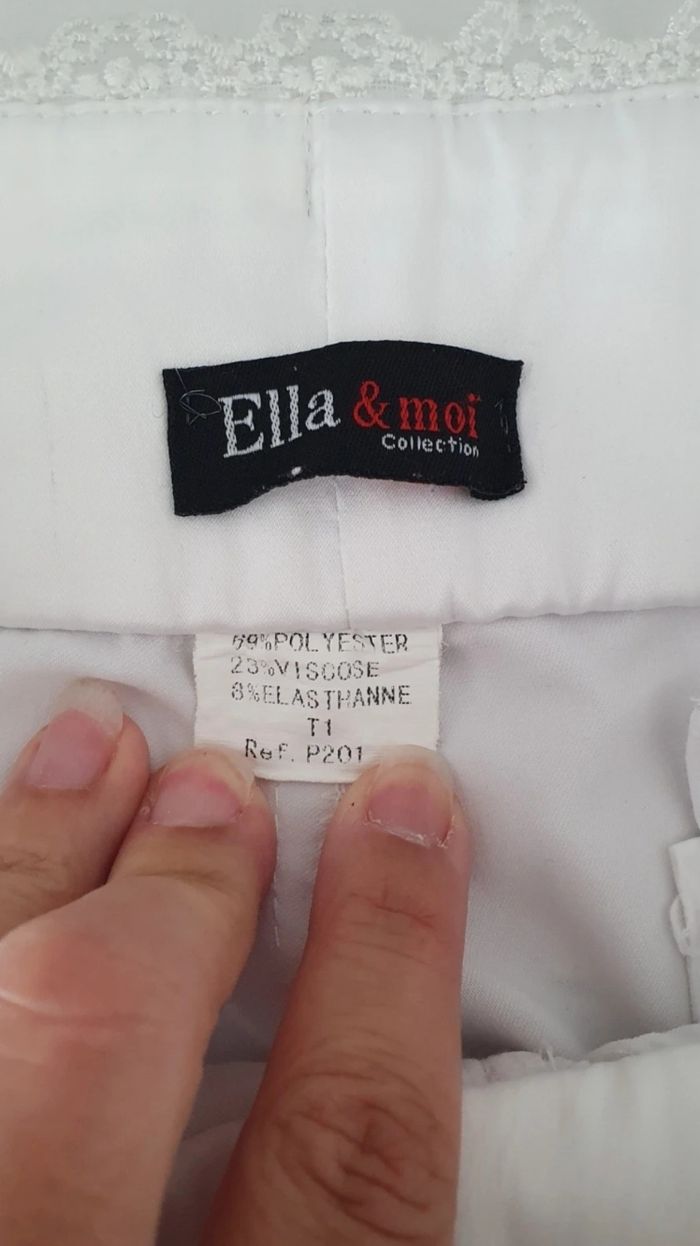 Ella & moi
Collection
69%POLYESTER
23%VISCOSE
8%ELASTHANNE
T1
Ref. P201